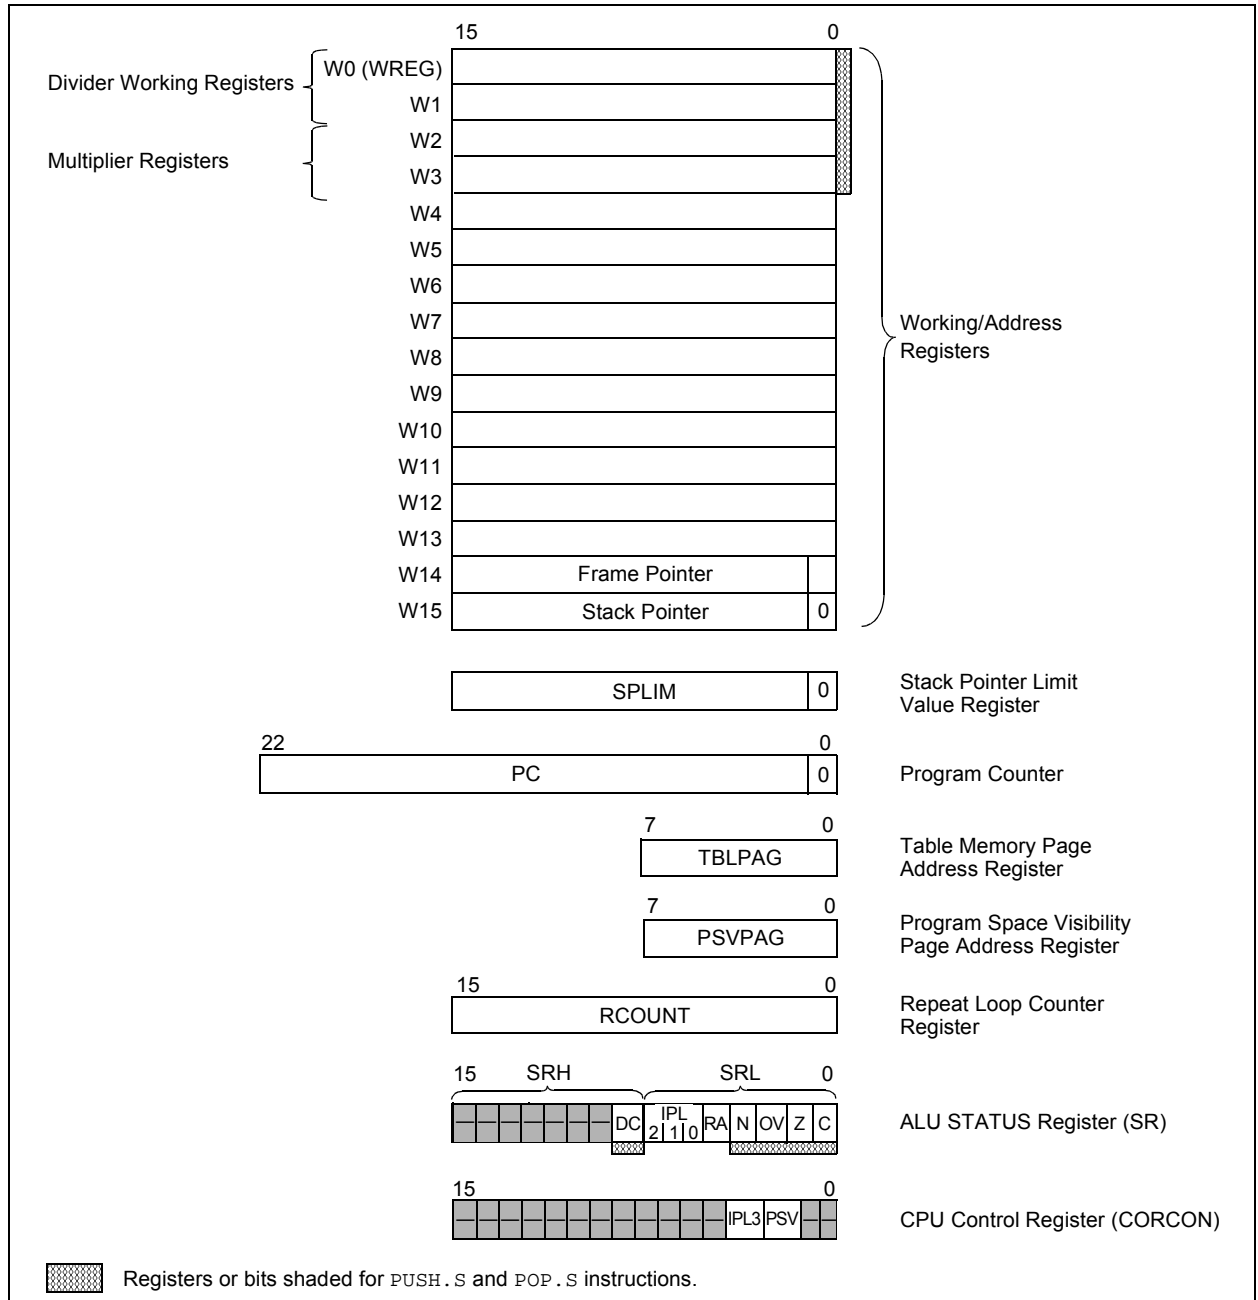 15 0
Divider Working Registers
W0 (WREG)
W1
Multiplier Registers
W2
W3
W4
W5
W6
W7
W8
W9
W10
W11
W12
W13
W14 Frame Pointer
W15 Stack Pointer 0
Working/Address
Registers
SPLIM 0
Stack Pointer Limit
Value Register
22 0
PC 0
Program Counter
7 0
TBLPAG
Table Memory Page
Address Register
7 0
PSVPAG
Program Space Visibility
Page Address Register
15 0
RCOUNT
Repeat Loop Counter
Register
15 SRH SRL 0
— — — — — — — DC IPL 2 1 0 RA N OV Z C
ALU STATUS Register (SR)
15 0
— — — — — — — — — — — — IPL3 PSV — —
CPU Control Register (CORCON)
Registers or bits shaded for PUSH.S and POP.S instructions.